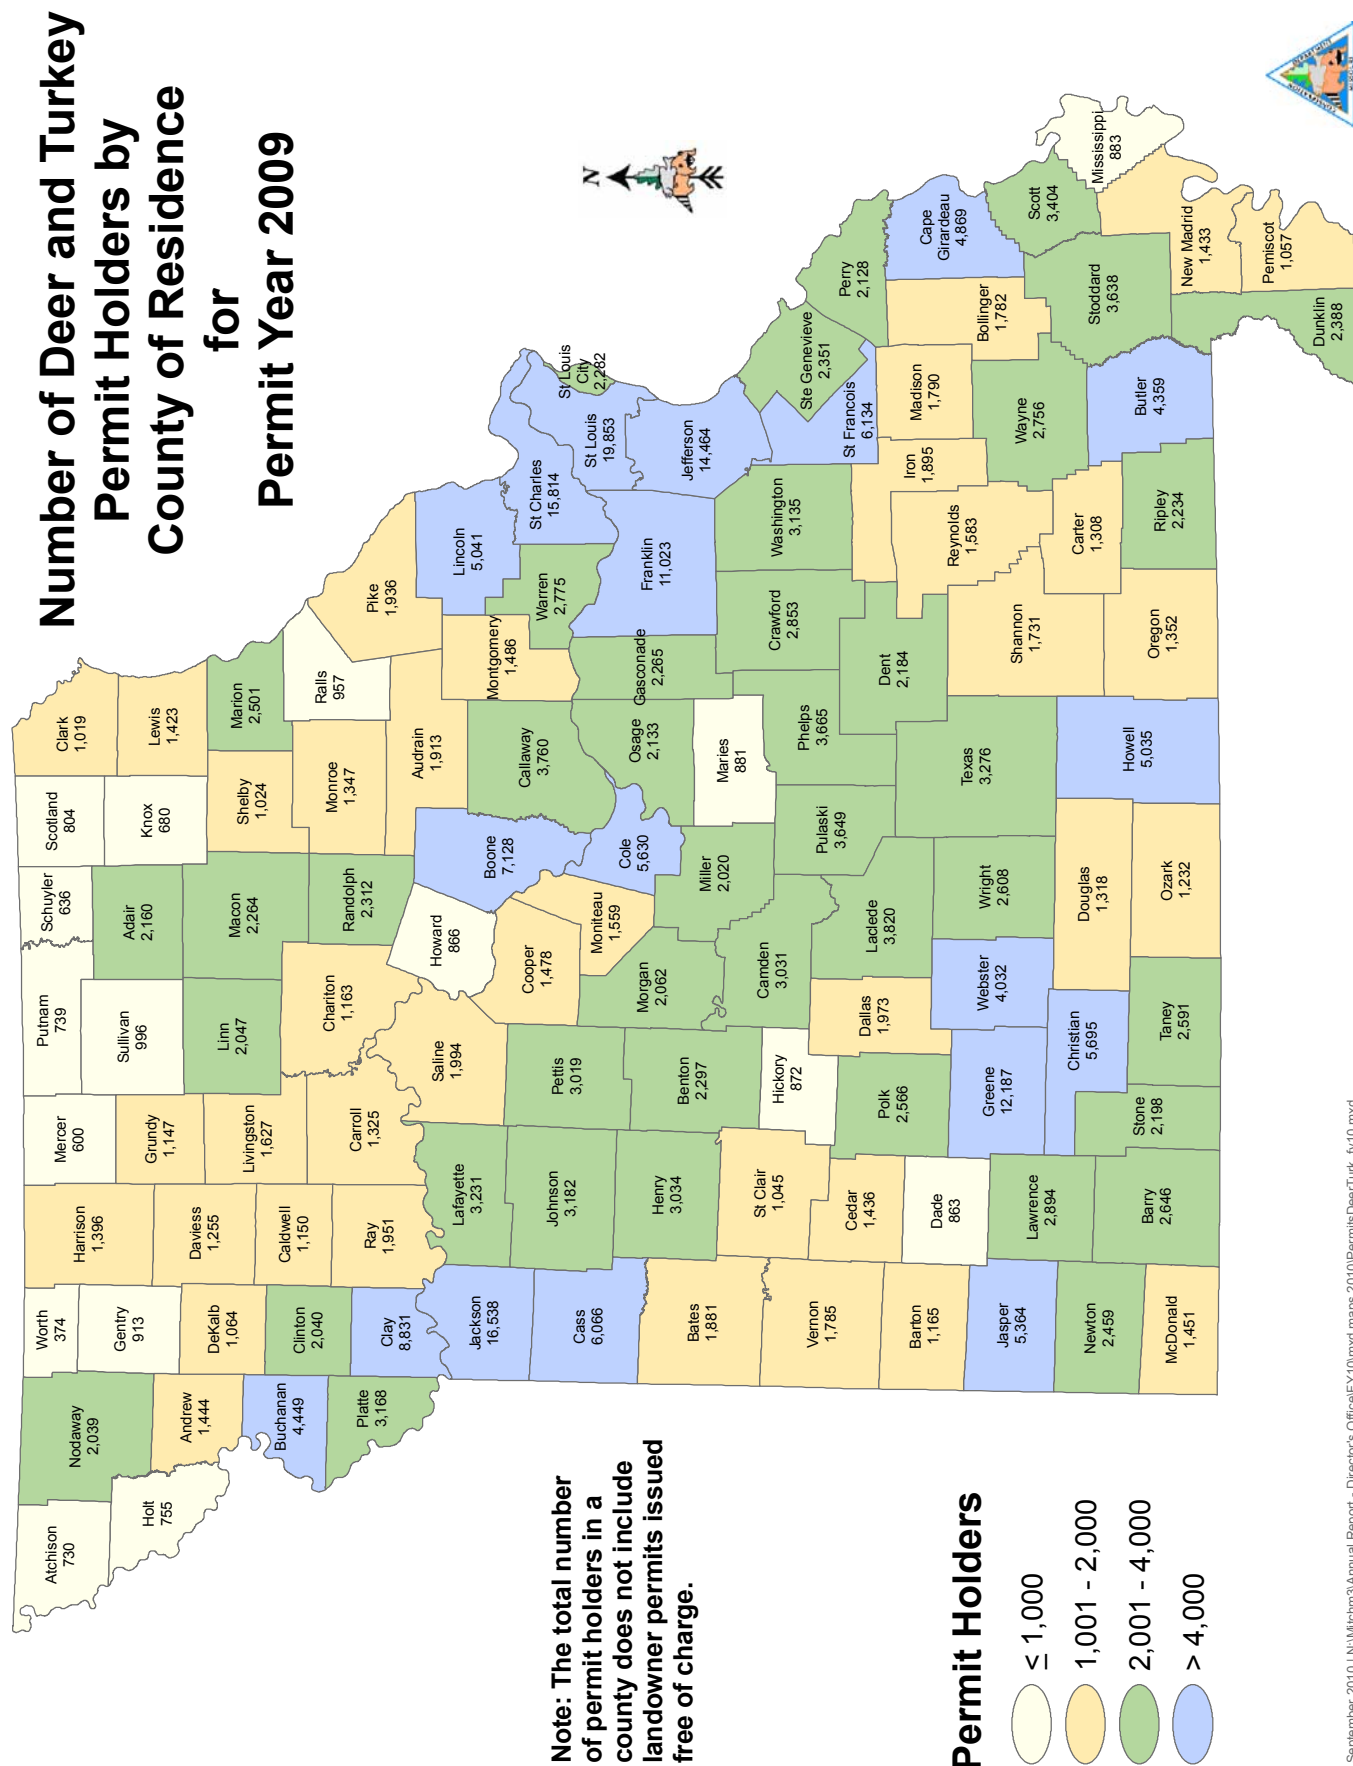 Number of Deer and Turkey
Permit Holders by
County of Residence
for
Permit Year 2009
N
Atchison
730
Nodaway
2,039
Holt
755
Andrew
1,444
Buchanan
4,449
Platte
3,168
Worth
374
Gentry
913
DeKalb
1,064
Clinton
2,040
Clay
8,831
Harrison
1,396
Daviess
1,255
Caldwell
1,150
Ray
1,951
Mercer
600
Grundy
1,147
Livingston
1,627
Carroll
1,325
Putnam
739
Sullivan
996
Linn
2,047
Chariton
1,163
Schuyler
636
Adair
2,160
Macon
2,264
Randolph
2,312
Howard
866
Scotland
804
Knox
680
Shelby
1,024
Monroe
1,347
Audrain
1,913
Boone
7,128
Clark
1,019
Lewis
1,423
Marion
2,501
Ralls
957
Pike
1,936
Montgomery
1,486
Callaway
3,760
Lincoln
5,041
Warren
2,775
St Charles
15,814
St Louis
19,853
St Louis
City
2,282
Jefferson
14,464
Franklin
11,023
Gasconade
2,265
Osage
2,133
Cole
5,630
Moniteau
1,559
Cooper
1,478
Saline
1,994
Lafayette
3,231
Jackson
16,538
Cass
6,066
Johnson
3,182
Pettis
3,019
Morgan
2,062
Miller
2,020
Maries
881
Henry
3,034
Benton
2,297
Bates
1,881
St Clair
1,045
Hickory
872
Camden
3,031
Pulaski
3,649
Phelps
3,665
Crawford
2,853
Washington
3,135
St Francois
6,134
Ste Genevieve
2,351
Perry
2,128
Vernon
1,785
Cedar
1,436
Polk
2,566
Dallas
1,973
Laclede
3,820
Dent
2,184
Iron
1,895
Madison
1,790
Bollinger
1,782
Cape
Girardeau
4,869
Barton
1,165
Dade
863
Greene
12,187
Webster
4,032
Wright
2,608
Texas
3,276
Shannon
1,731
Reynolds
1,583
Wayne
2,756
Scott
3,404
Mississippi
883
Stoddard
3,638
New Madrid
1,433
Pemiscot
1,057
Dunklin
2,388
Butler
4,359
Carter
1,308
Ripley
2,234
Oregon
1,352
Howell
5,035
Douglas
1,318
Ozark
1,232
Christian
5,695
Taney
2,591
Stone
2,198
Lawrence
2,894
Barry
2,646
Jasper
5,364
Newton
2,459
McDonald
1,451
Note: The total number
of permit holders in a
county does not include
landowner permits issued
free of charge.
Permit Holders
≤ 1,000
1,001 - 2,000
2,001 - 4,000
> 4,000
September 2010 | N:\Mitchm3\Annual Report - Director's Office\FY10\mxd maps 2010\PermitsDeerTurk_fy10.mxd